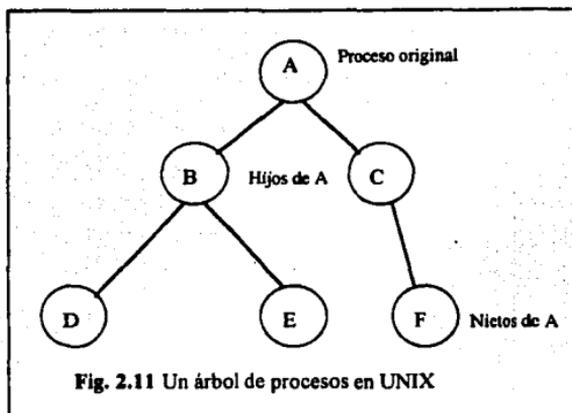 A Proceso original
B Hijos de A C
D E F Nietos de A
Fig. 2.11 Un árbol de procesos en UNIX